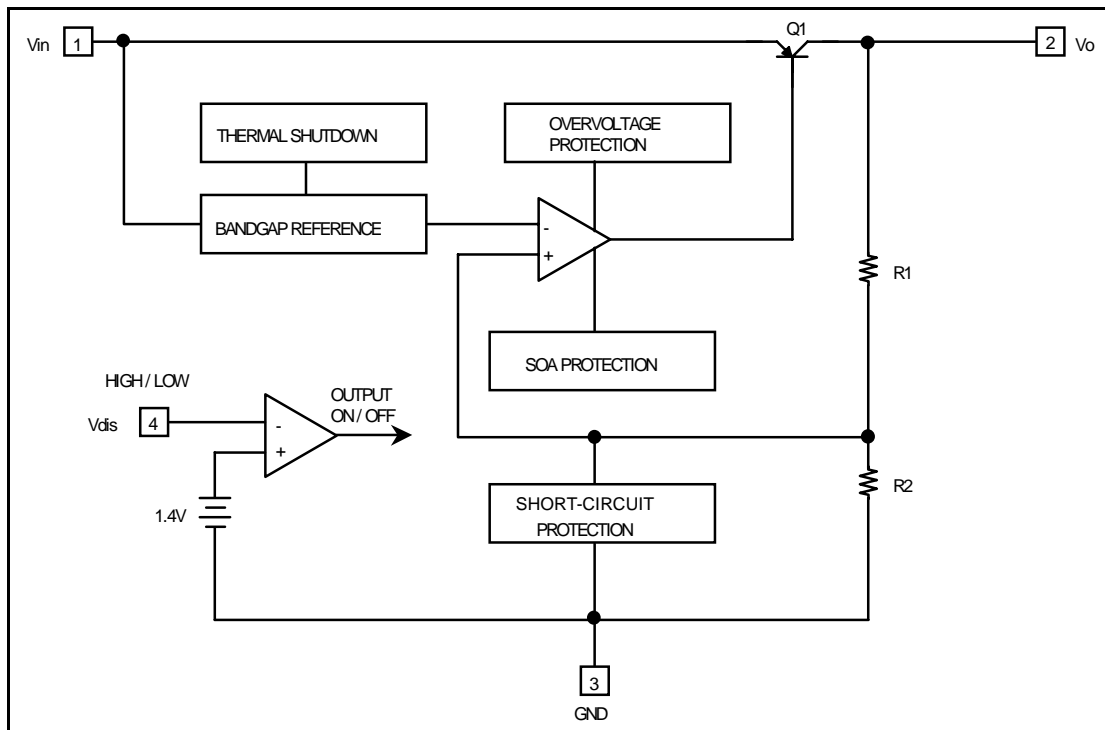 Q1
Vin 1
2 Vo
THERMAL SHUTDOWN
OVERVOLTAGE
PROTECTION
BANDGAP REFERENCE
-
+
R1
SOA PROTECTION
HIGH / LOW
OUTPUT
ON / OFF
Vdis 4
-
+
R2
SHORT-CIRCUIT
PROTECTION
1.4V
3
GND